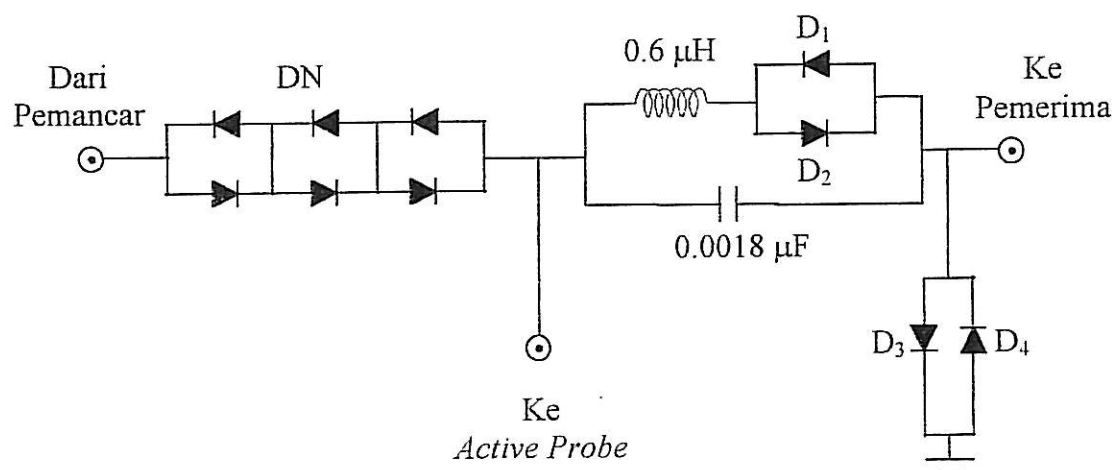 Dari
Pemancar
DN
0.6 μH
D₁
D₂
0.0018 μF
Ke
Pemerima
D₃
D₄
Ke
Active Probe